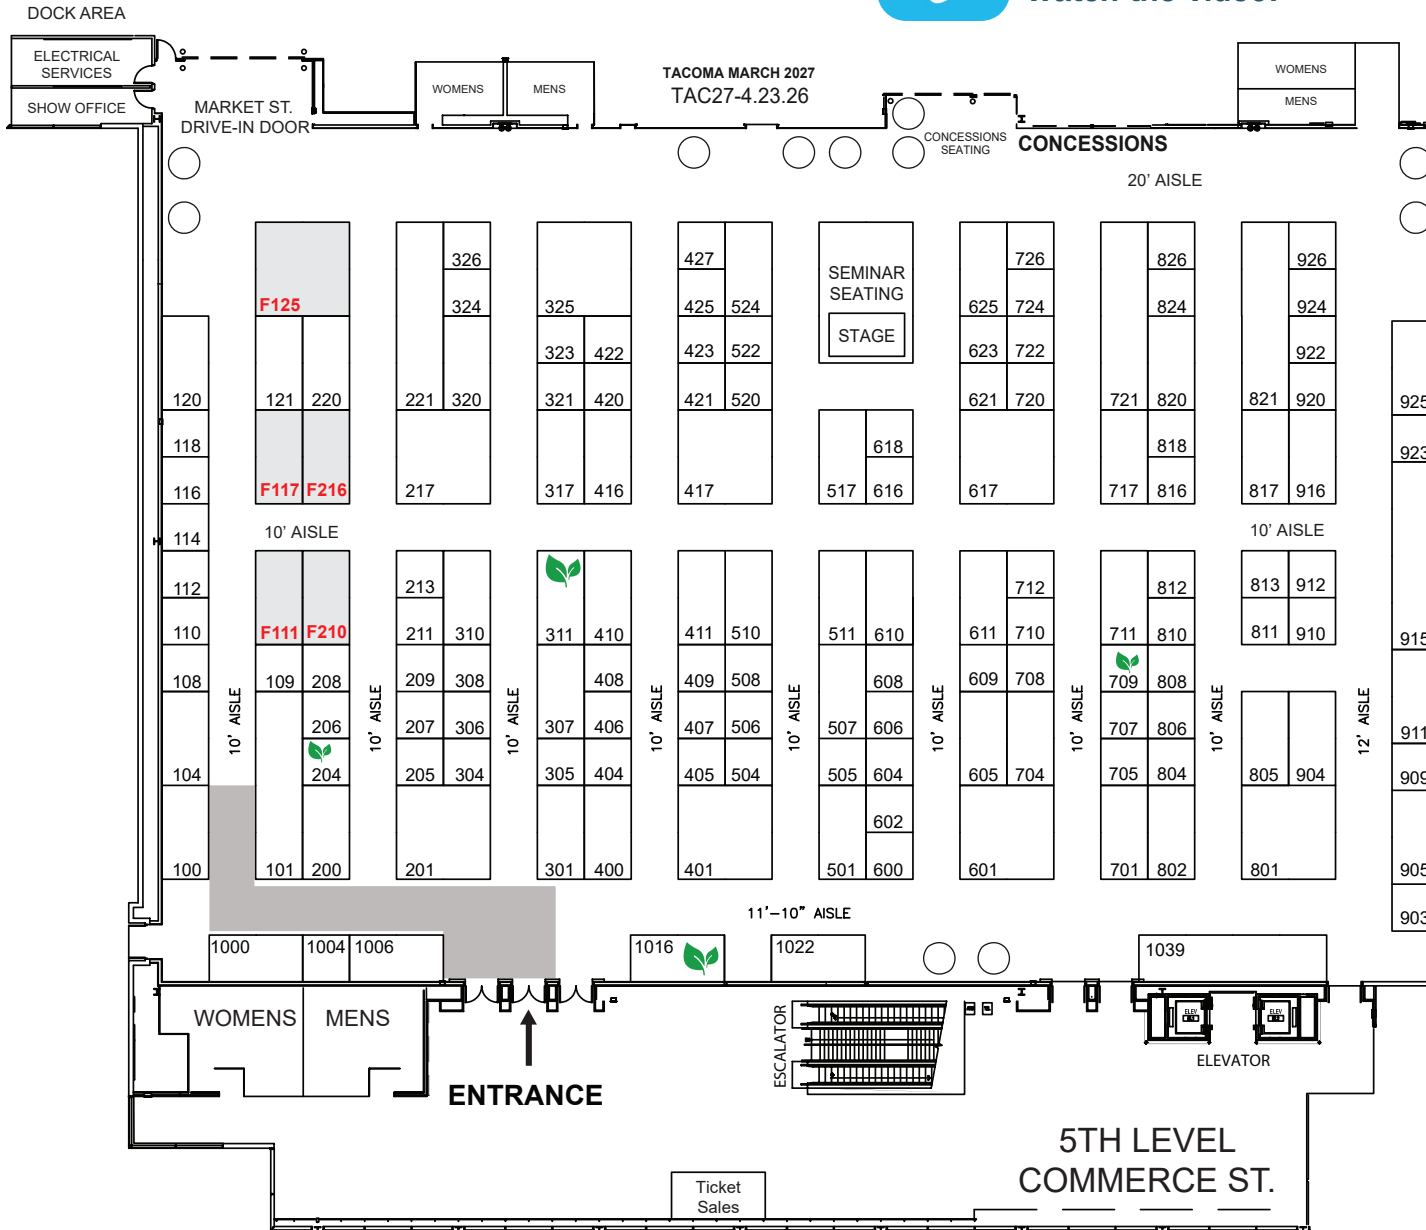 DOCK AREA
ELECTRICAL
SERVICES
SHOW OFFICE
MARKET ST.
DRIVE-IN DOOR
WOMENS
MENS
TACOMA MARCH 2027
TAC27-4.23.26
CONCESSIONS
SEATING
CONCESSIONS
WOMENS
MENS
20' AISLE
326 427 726 826 926
SEMINAR
SEATING
F125 324 325 425 524 625 724 824 924
STAGE
323 422 423 522 623 722 922
120 121 220 221 320 321 420 421 520 621 720 721 820 821 920 925
118 618 818 923
116 F117 F216 217 317 416 417 517 616 617 717 816 817 916
114 10' AISLE 10' AISLE
112 213 712 812 813 912
110 F111 F210 211 310 311 410 411 510 511 610 611 710 711 810 811 910 915
108 109 208 209 308 408 409 508 608 609 708 709 808
206 207 306 307 406 407 506 507 606 707 806 911
10' AISLE 10' AISLE 10' AISLE 10' AISLE 10' AISLE 10' AISLE 10' AISLE 10' AISLE 12' AISLE
104 204 205 304 305 404 405 504 505 604 605 704 705 804 805 904 909
602
100 101 200 201 301 400 401 501 600 601 701 802 801 905
11'-10" AISLE
903
1000 1004 1006 1016 1022 1039
WOMENS MENS
ESCALATOR
ELEV
ELEV
ELEVATOR
ENTRANCE
5TH LEVEL
COMMERCE ST.
Ticket
Sales